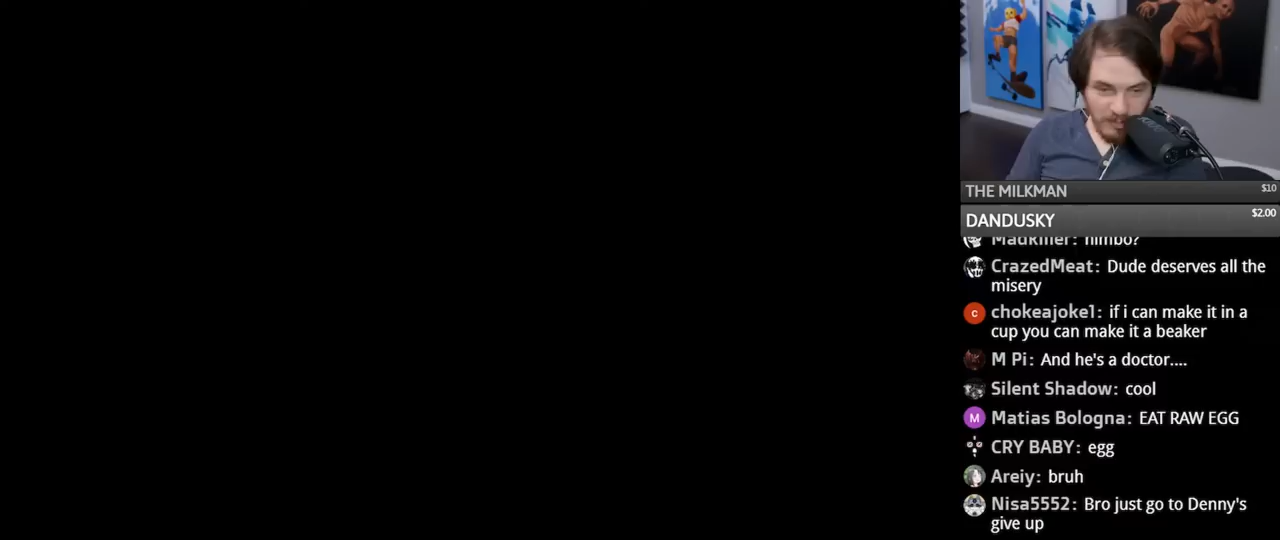 THE MILKMAN $10
DANDUSKY $2.00
Madkiller: himbo?
CrazedMeat: Dude deserves all the
misery
chokeajoke1: if i can make it in a
cup you can make it a beaker
M Pi: And he's a doctor....
Silent Shadow: cool
M Matias Bologna: EAT RAW EGG
CRY BABY: egg
Areiy: bruh
Nisa5552: Bro just go to Denny's
give up